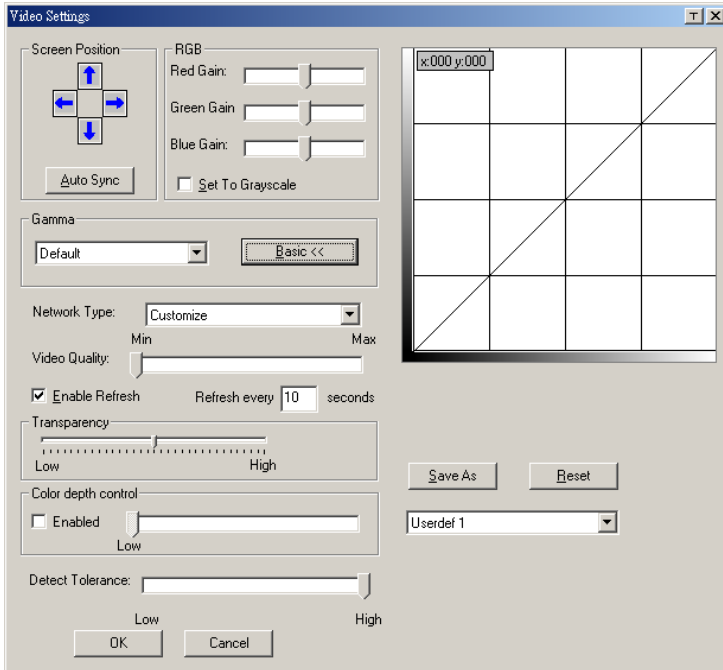 Video Settings
Screen Position
Auto Sync
RGB
Red Gain:
Green Gain
Blue Gain:
Set To Grayscale
x:000 y:000
Gamma
Default
Basic <<
Network Type:
Customize
Min
Max
Video Quality:
Enable Refresh
Refresh every 10 seconds
Transparency
Low
High
Color depth control
Enabled
Low
Detect Tolerance:
Low
High
OK
Cancel
Save As
Reset
Userdef 1